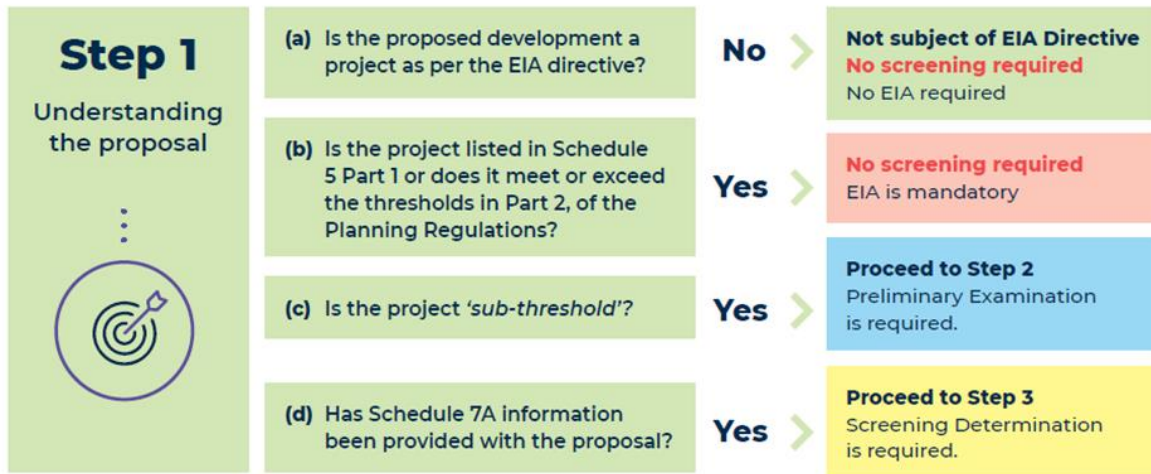 Step 1
Understanding
the proposal
(a) Is the proposed development a
project as per the EIA directive?
No
Not subject of EIA Directive
No screening required
No EIA required
(b) Is the project listed in Schedule
5 Part 1 or does it meet or exceed
the thresholds in Part 2, of the
Planning Regulations?
Yes
No screening required
EIA is mandatory
(c) Is the project ‘sub-threshold’?
Yes
Proceed to Step 2
Preliminary Examination
is required.
(d) Has Schedule 7A information
been provided with the proposal?
Yes
Proceed to Step 3
Screening Determination
is required.